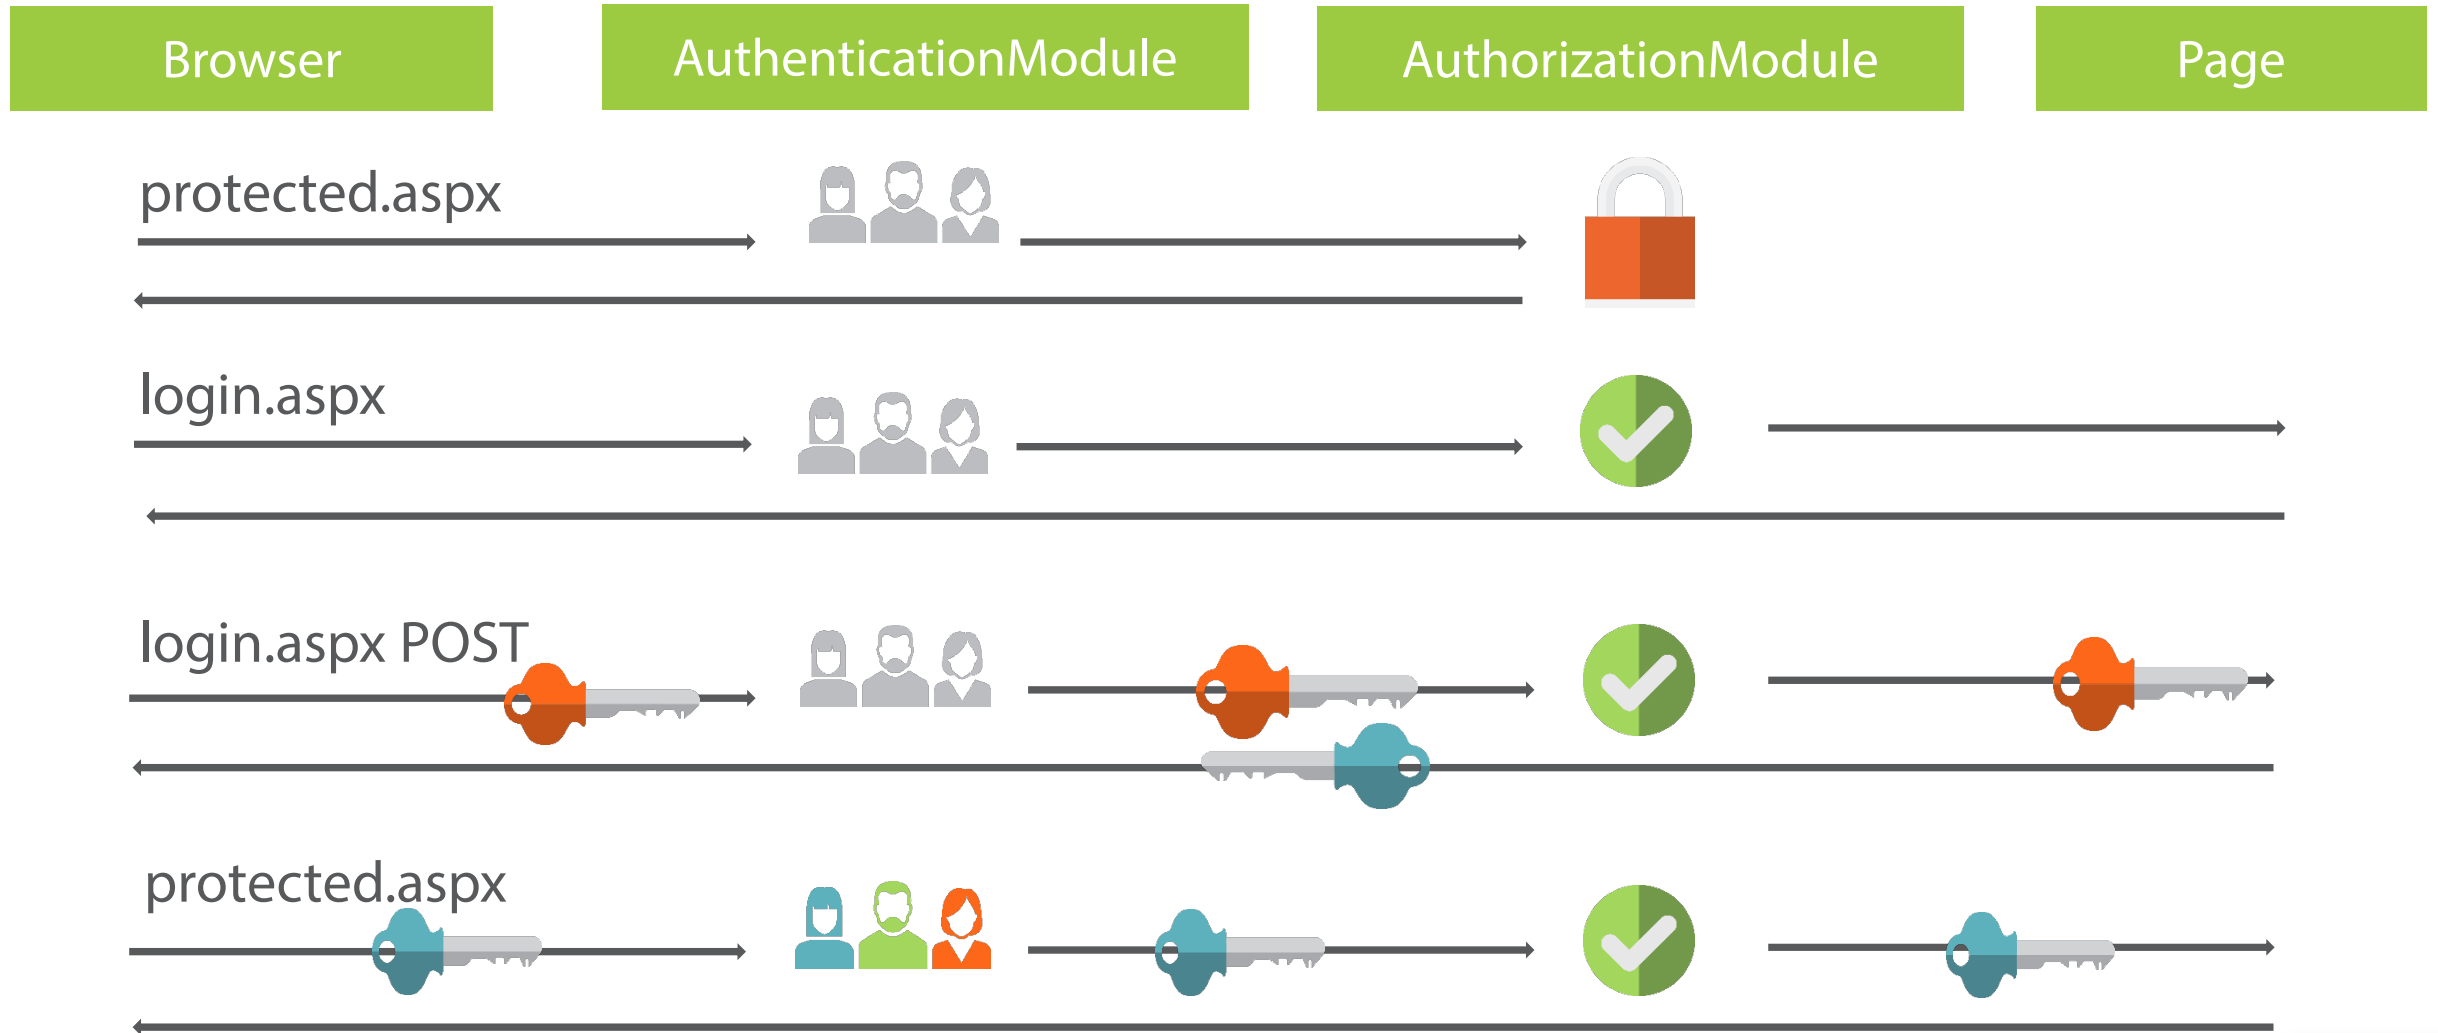 Browser
AuthenticationModule
AuthorizationModule
Page
protected.aspx
login.aspx
login.aspx POST
protected.aspx